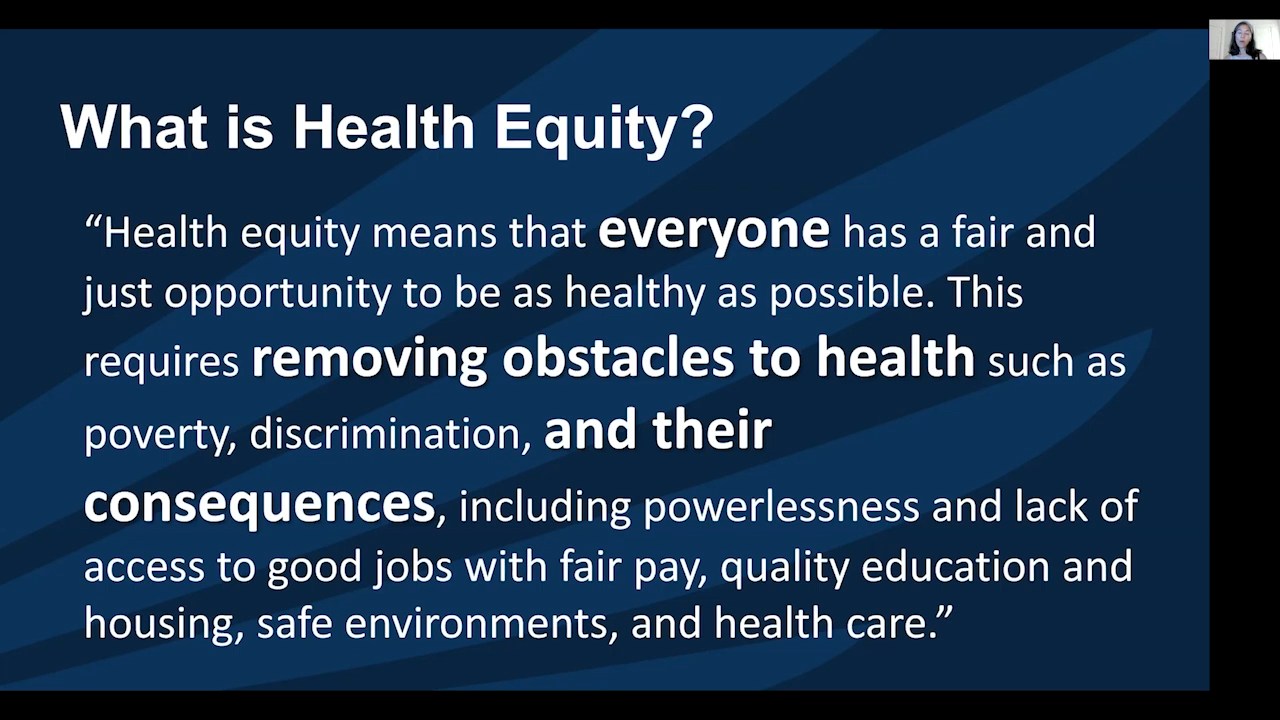 What is Health Equity?
“Health equity means that everyone has a fair and
just opportunity to be as healthy as possible. This
requires removing obstacles to health such as
poverty, discrimination, and their
consequences, including powerlessness and lack of
access to good jobs with fair pay, quality education and
housing, safe environments, and health care.”